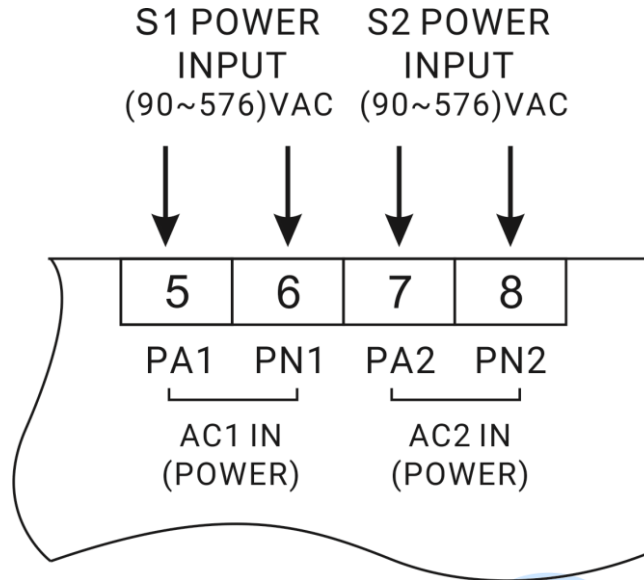 S1 POWER
INPUT
(90~576)VAC
S2 POWER
INPUT
(90~576)VAC
5 6 7 8
PA1 PN1 PA2 PN2
AC1 IN
(POWER)
AC2 IN
(POWER)